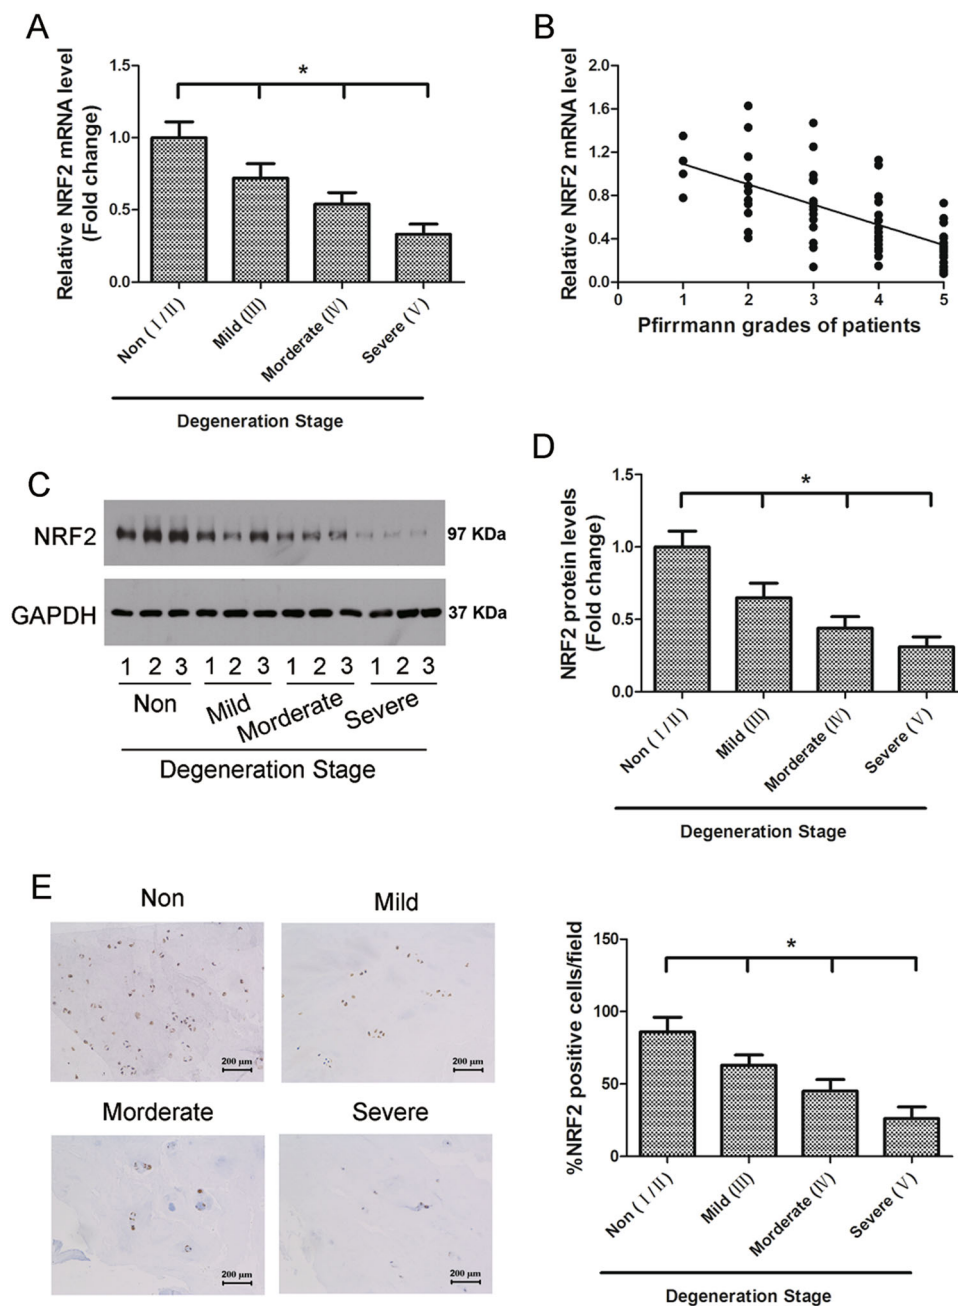 A
Relative NRF2 mRNA level
(Fold change)
1.5
1.0
0.5
0.0
*
Non ( Ⅰ/II)
Mild (III)
Morderate (IV)
Severe ( V )
Degeneration Stage
B
Relative NRF2 mRNA level
2.0
1.6
1.2
0.8
0.4
0.0
0 1 2 3 4 5
Pfirrmann grades of patients
C
NRF2
97 KDa
GAPDH
37 KDa
1 2 3 1 2 3 1 2 3 1 2 3
Non Mild Morderate Severe
Degeneration Stage
D
NRF2 protein levels
(Fold change)
1.5
1.0
0.5
0.0
*
Non ( Ⅰ/II)
Mild (III)
Morderate (IV)
Severe ( V )
Degeneration Stage
E
Non
Mild
200 μm
200 μm
Morderate
Severe
200 μm
200 μm
%NRF2 positive cells/field
150
100
50
0
*
Non ( Ⅰ/II)
Mild (III)
Morderate (IV)
Severe ( V )
Degeneration Stage